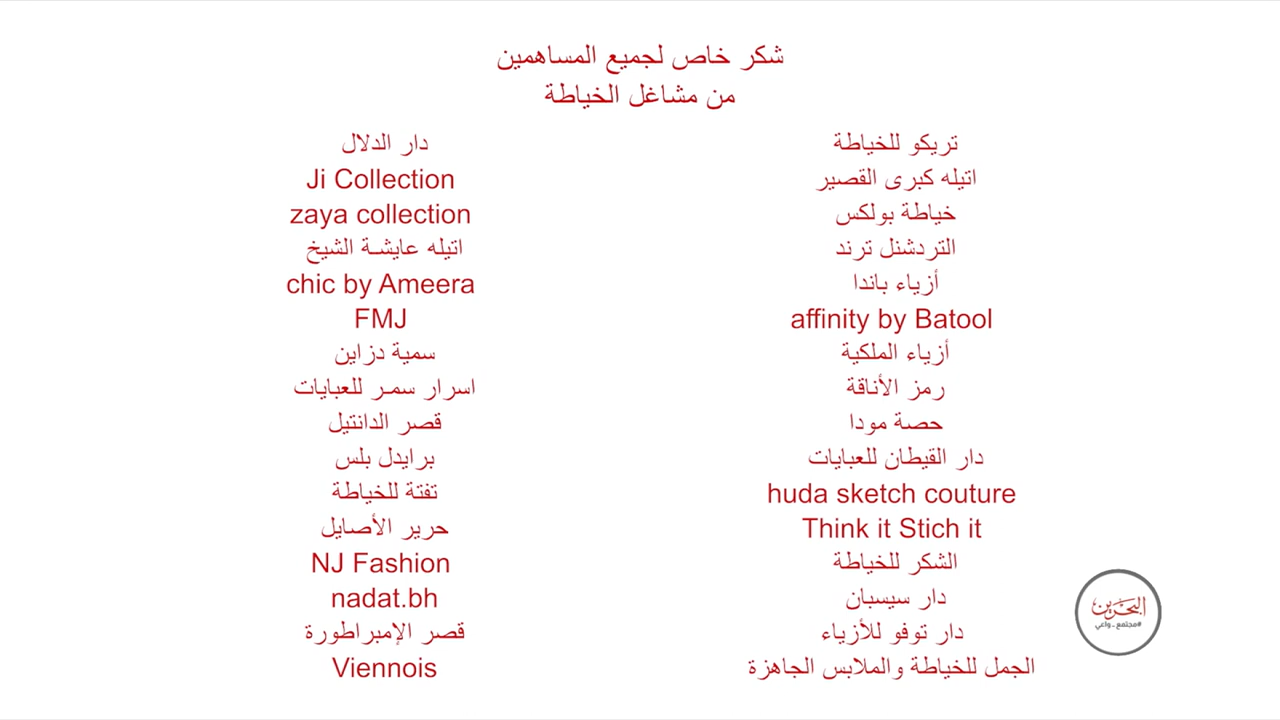 شكر خاص لجميع المساهمين
من مشاغل الخياطة
تريكو للخياطة
اتيله كبرى القصير
خياطة بولكس
التردشنل ترند
أزياء باندا
affinity by Batool
أزياء الملكية
رمز الأناقة
حصة مودا
دار القيطان للعبايات
huda sketch couture
Think it Stich it
الشكر للخياطة
دار سيسبان
دار توفو للأزياء
الجمل للخياطة والملابس الجاهزة
دار الدلال
Ji Collection
zaya collection
اتيله عايشة الشيخ
chic by Ameera
FMJ
سمية دزاين
اسرار سمر للعبايات
قصر الدانتيل
برايدل بلس
تفتة للخياطة
حرير الأصايل
NJ Fashion
nadat.bh
قصر الإمبراطورة
Viennois
البحرين
#مجتمع_واعي